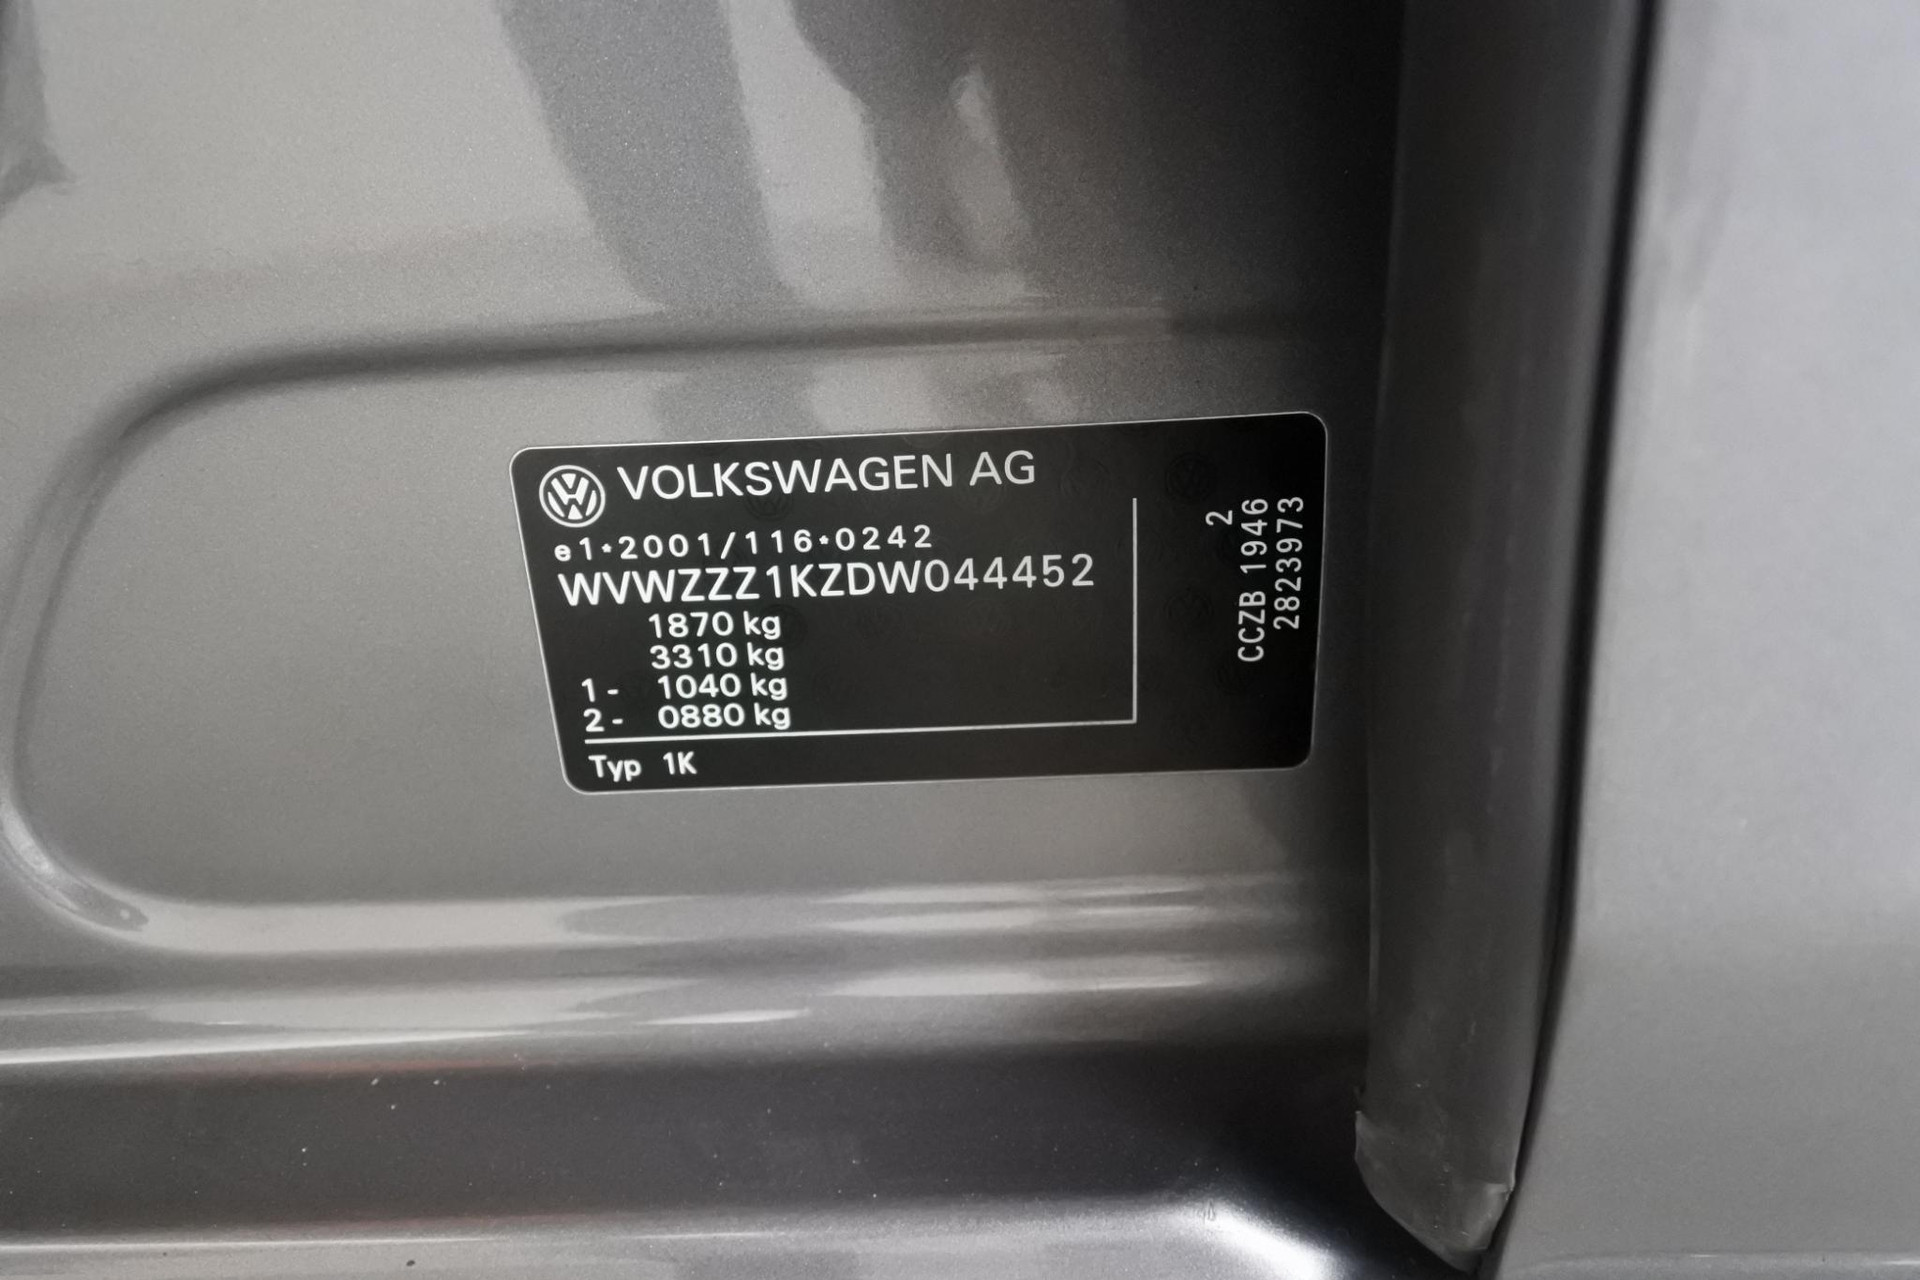 VOLKSWAGEN AG
e1*2001/116*0242
WVWZZZ1KZDW044452
1870 kg
3310 kg
1- 1040 kg
2- 0880 kg
Typ 1K
2
CCZB 1946
2823973